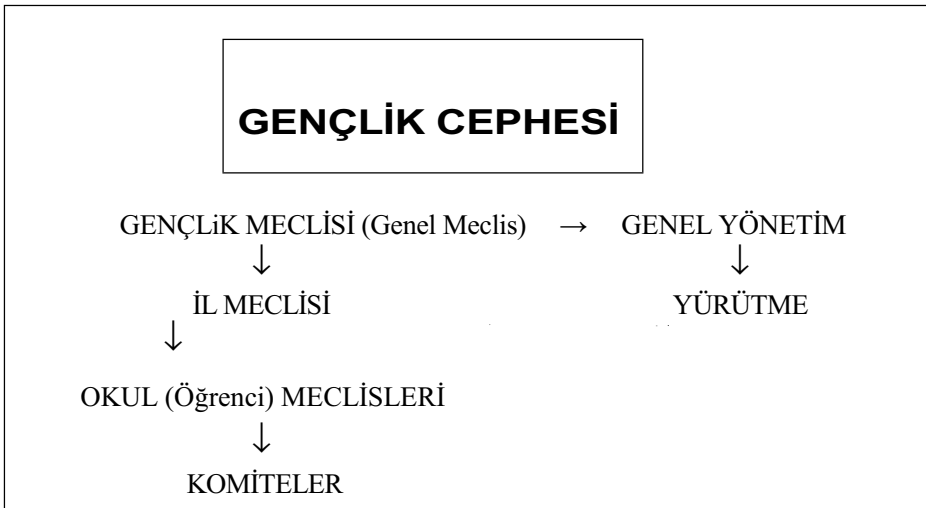 GENÇLİK CEPHESİ
GENÇLiK MECLİSİ (Genel Meclis) → GENEL YÖNETİM
↓ ↓
İL MECLİSİ YÜRÜTME
↓
OKUL (Öğrenci) MECLİSLERİ
↓
KOMİTELER